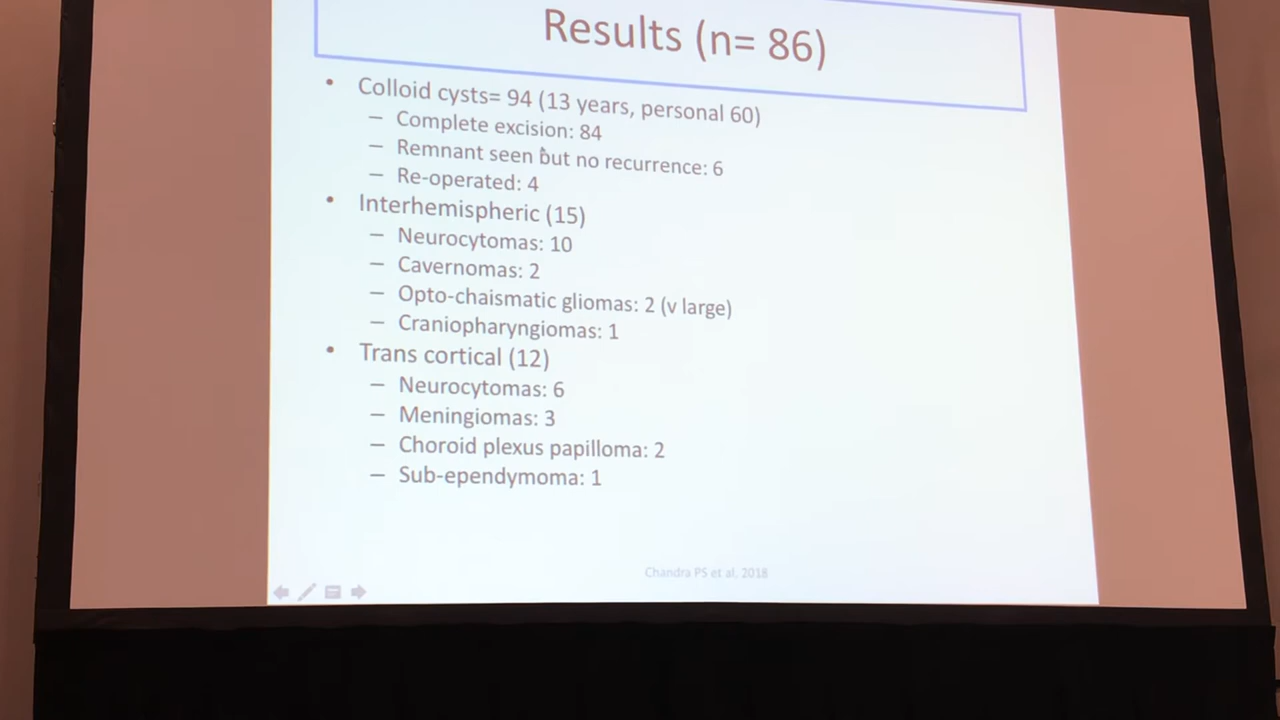 Results (n= 86)
• Colloid cysts= 94 (13 years, personal 60)
– Complete excision: 84
– Remnant seen but no recurrence: 6
– Re-operated: 4
• Interhemispheric (15)
– Neurocytomas: 10
– Cavernomas: 2
– Opto-chaismatic gliomas: 2 (v large)
– Craniopharyngiomas: 1
• Trans cortical (12)
– Neurocytomas: 6
– Meningiomas: 3
– Choroid plexus papilloma: 2
– Sub-ependymoma: 1
Chandra PS et al, 2018